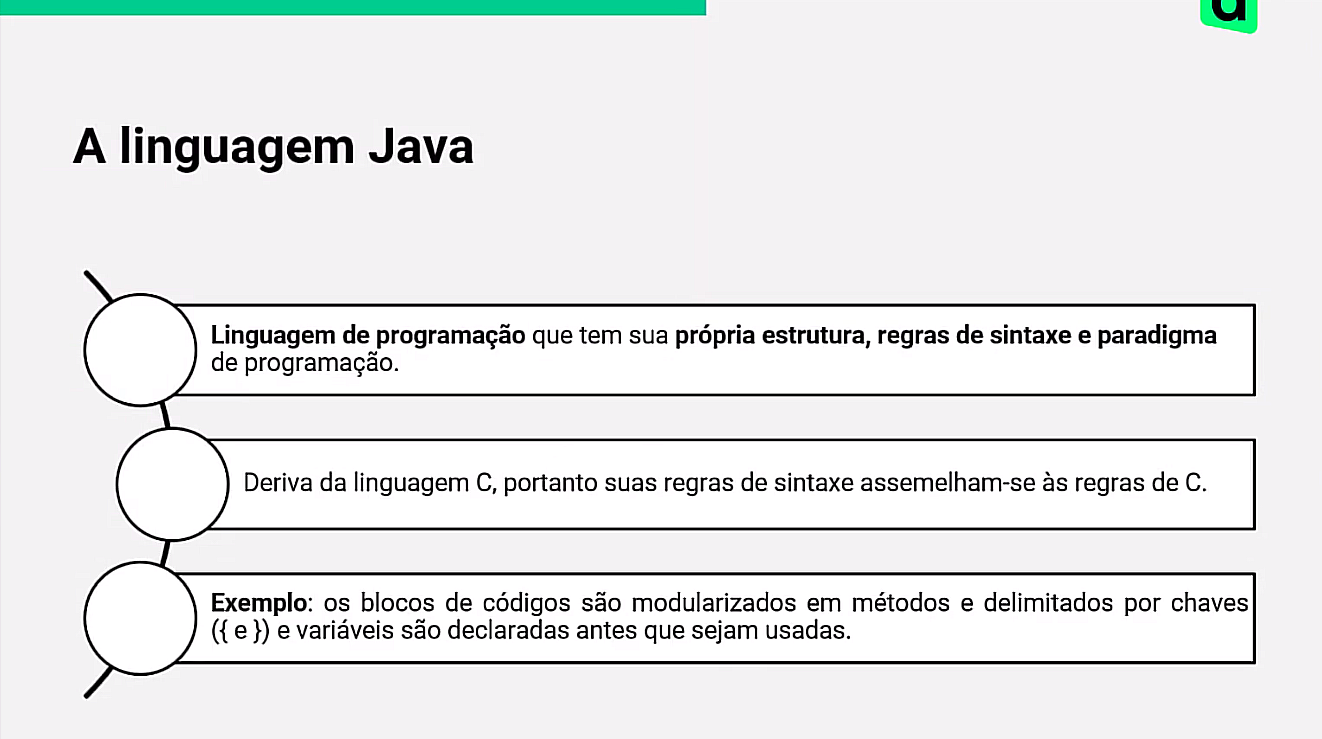 A linguagem Java
Linguagem de programação que tem sua própria estrutura, regras de sintaxe e paradigma
de programação.
Deriva da linguagem C, portanto suas regras de sintaxe assemelham-se às regras de C.
Exemplo: os blocos de códigos são modularizados em métodos e delimitados por chaves
({ e }) e variáveis são declaradas antes que sejam usadas.